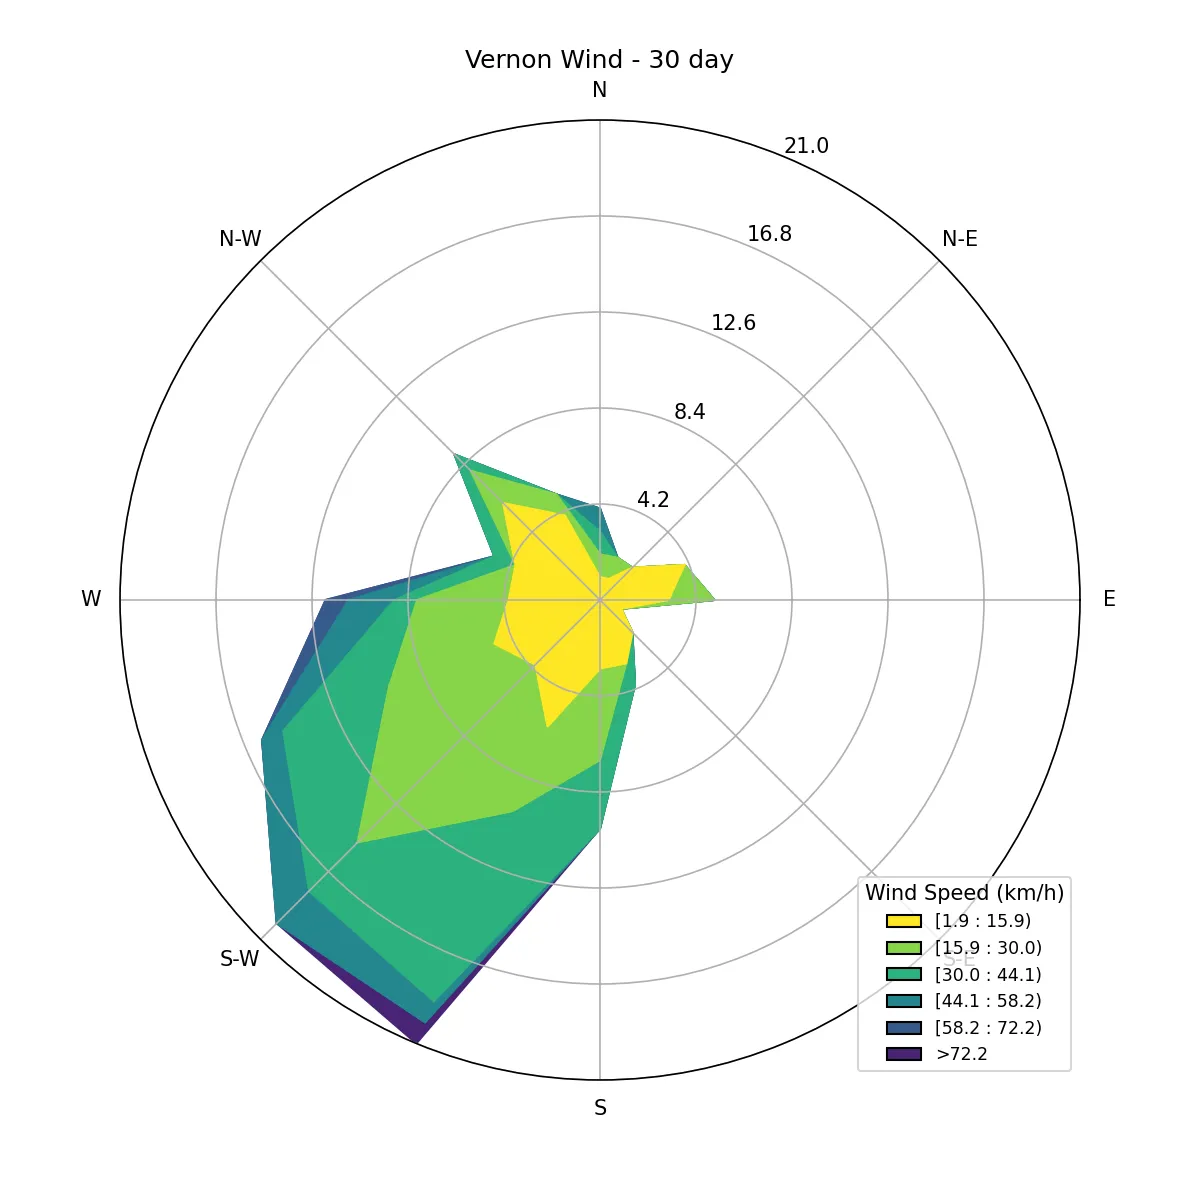 Vernon Wind - 30 day
N
21.0
16.8
N-W
N-E
12.6
8.4
4.2
W
E
Wind Speed (km/h)
[1.9 : 15.9)
[15.9 : 30.0)
S-W
S-E
[30.0 : 44.1)
[44.1 : 58.2)
[58.2 : 72.2)
>72.2
S